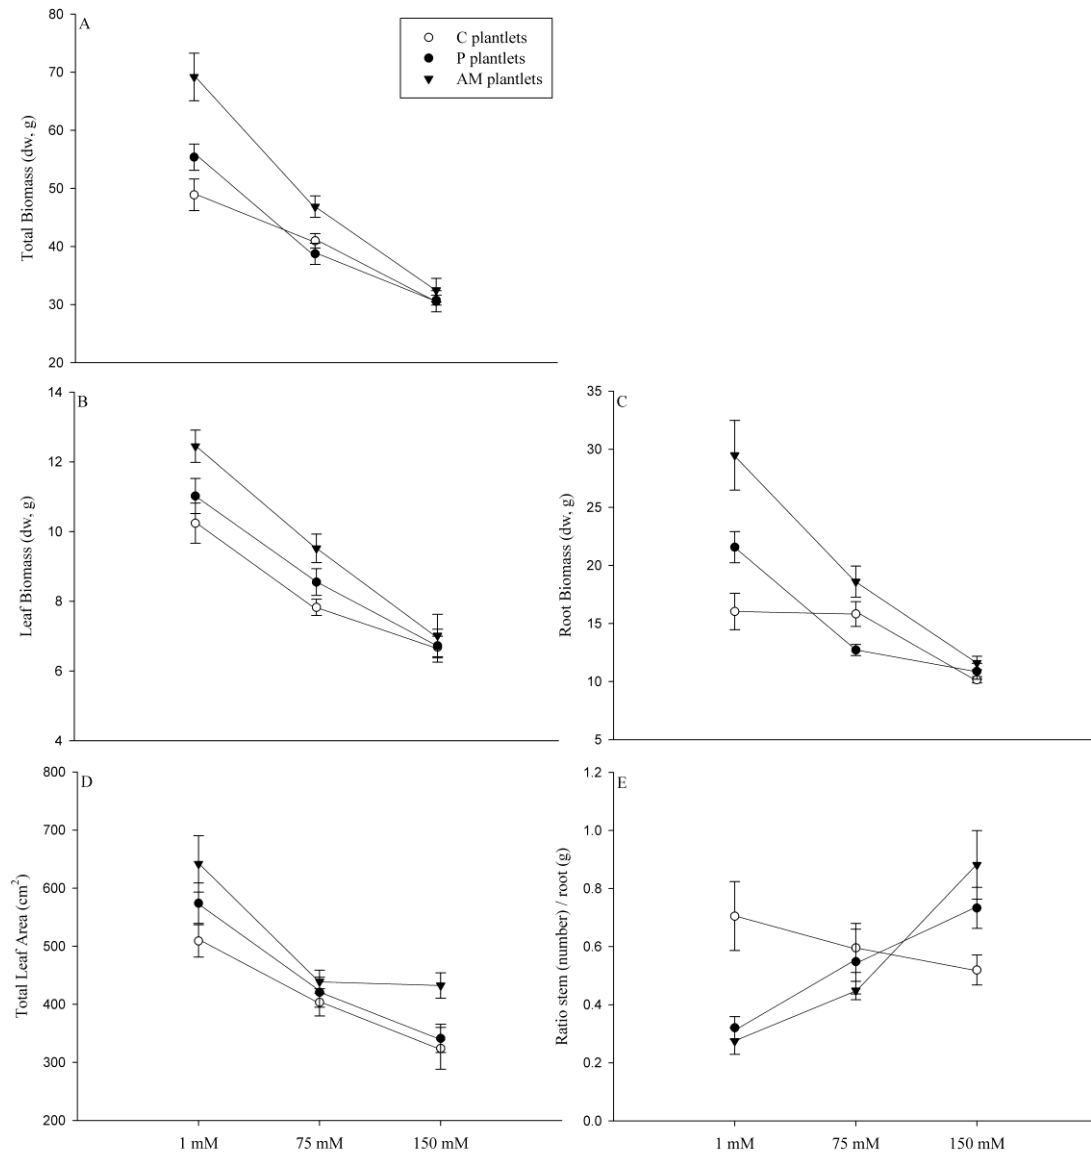 A
C plantlets
P plantlets
AM plantlets
Total Biomass (dw, g)
80
70
60
50
40
30
20
B
Leaf Biomass (dw, g)
14
12
10
8
6
4
C
Root Biomass (dw, g)
35
30
25
20
15
10
5
D
Total Leaf Area (cm²)
800
700
600
500
400
300
200
1 mM 75 mM 150 mM
E
Ratio stem (number) / root (g)
1.2
1.0
0.8
0.6
0.4
0.2
0.0
1 mM 75 mM 150 mM